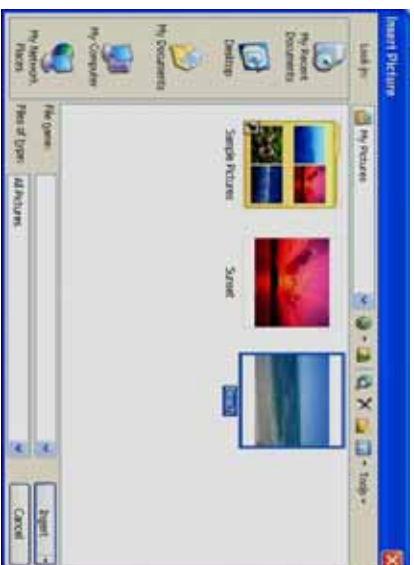 Insert Picture
Look in:
My Pictures
Tools
My Recent
Documents
Desktop
My Documents
My Computer
My Network
Places
Sample Pictures
Sunset
Beach
File name:
Files of type:
All Pictures
Insert
Cancel